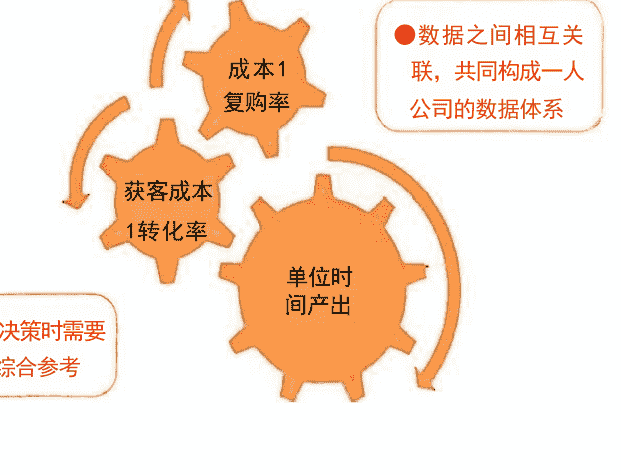 成本1
复购率
●数据之间相互关
联，共同构成一人
公司的数据体系
获客成本
1转化率
单位时
间产出
决策时需要
综合参考